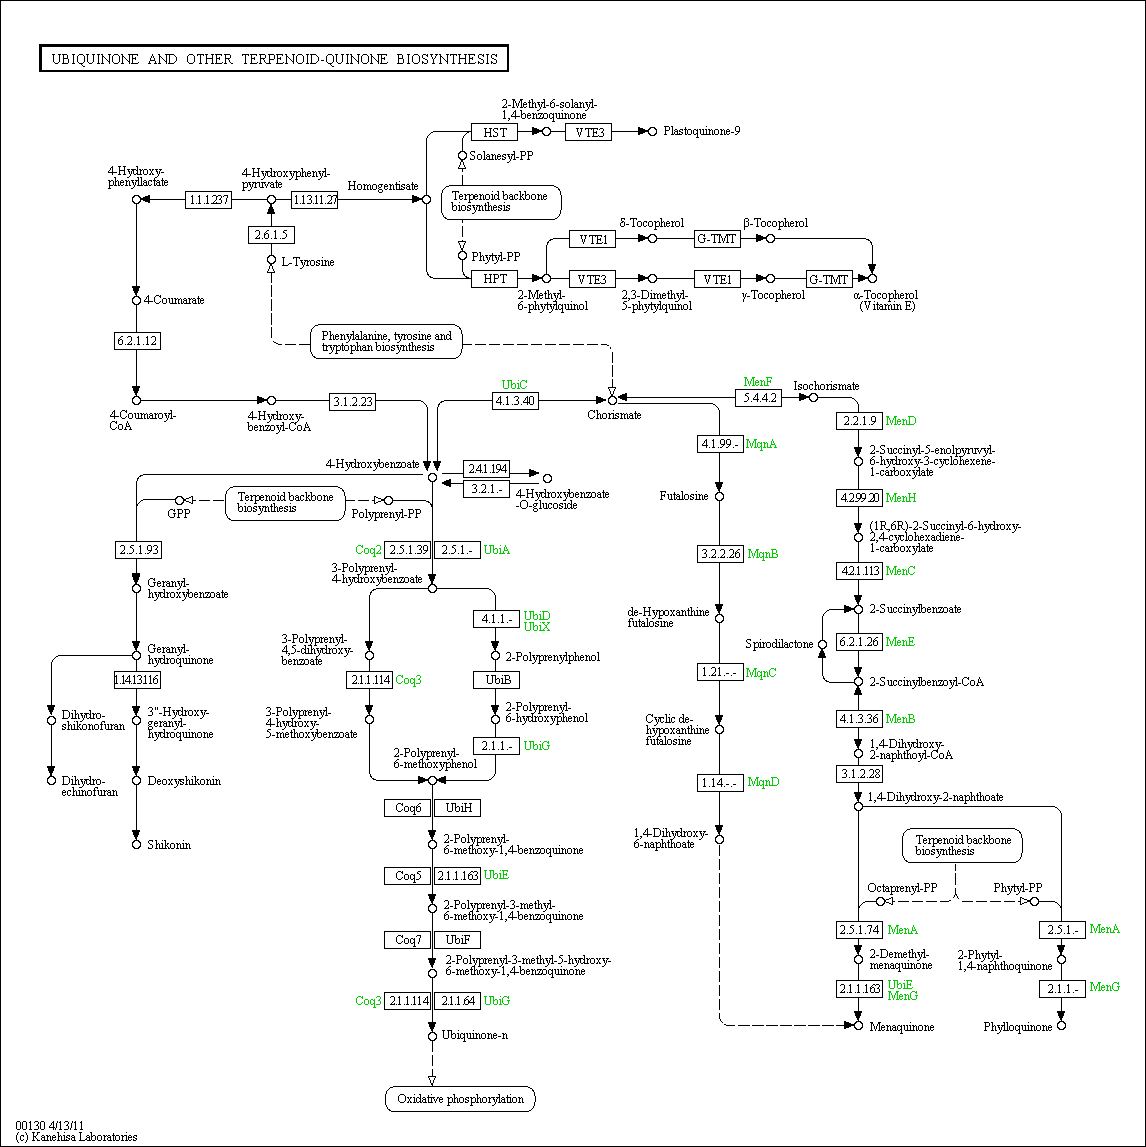 UBIQUINONE AND OTHER TERPENOID-QUINONE BIOSYNTHESIS
2-Methyl-6-solanyl-
1,4-benzoquinone
HST
VTE3
Plastoquinone-9
Solanesyl-PP
4-Hydroxy-
phenyllactate
4-Hydroxyphenyl-
pyruvate
Homogentisate
1.1.1.237
1.13.11.27
Terpenoid backbone
biosynthesis
2.6.1.5
L-Tyrosine
δ-Tocopherol
β-Tocopherol
VTE1
G-TMT
Phytyl-PP
HPT
VTE3
VTE1
G-TMT
2-Methyl-
6-phytylquinol
2,3-Dimethyl-
5-phytylquinol
γ-Tocopherol
α-Tocopherol
(Vitamin E)
4-Coumarate
6.2.1.12
Phenylalanine, tyrosine and
tryptophan biosynthesis
4-Coumaroyl-
CoA
4-Hydroxy-
benzoyl-CoA
3.1.2.23
UbiC
4.1.3.40
Chorismate
MenF
5.4.4.2
Isochorismate
2.2.1.9
MenD
4.1.99.-
MqnA
2-Succinyl-5-enolpyruvyl-
6-hydroxy-3-cyclohexene-
1-carboxylate
4-Hydroxybenzoate
2.4.1.194
3.2.1.-
4-Hydroxybenzoate
-O-glucoside
Futalosine
4.2.99.20
MenH
GPP
Terpenoid backbone
biosynthesis
Polyprenyl-PP
(1R,6R)-2-Succinyl-6-hydroxy-
2,4-cyclohexadiene-
1-carboxylate
2.5.1.93
Coq2
2.5.1.39
2.5.1.-
UbiA
3.2.2.26
MqnB
4.2.1.113
MenC
3-Polyprenyl-
4-hydroxybenzoate
Geranyl-
hydroxybenzoate
4.1.1.-
UbiD
UbiX
de-Hypoxanthine
futalosine
2-Succinylbenzoate
Spirodilactone
6.2.1.26
MenE
Geranyl-
hydroquinone
3-Polyprenyl-
4,5-dihydroxy-
benzoate
2-Polyprenylphenol
1.14.13.116
2.1.1.114
Coq3
UbiB
1.21.-.-
MqnC
2-Succinylbenzoyl-CoA
Dihydro-
shikonofuran
3"-Hydroxy-
geranyl-
hydroquinone
3-Polyprenyl-
4-hydroxy-
5-methoxybenzoate
2-Polyprenyl-
6-hydroxyphenol
Cyclic de-
hypoxanthine
futalosine
4.1.3.36
MenB
2.1.1.-
UbiG
1,4-Dihydroxy-
2-naphthoyl-CoA
2-Polyprenyl-
6-methoxyphenol
Dihydro-
echinofuran
Deoxyshikonin
1.14.-.-
MqnD
3.1.2.28
1,4-Dihydroxy-2-naphthoate
Coq6
UbiH
Shikonin
2-Polyprenyl-
6-methoxy-1,4-benzoquinone
1,4-Dihydroxy-
6-naphthoate
Terpenoid backbone
biosynthesis
Coq5
2.1.1.163
UbiE
Octaprenyl-PP
Phytyl-PP
2-Polyprenyl-3-methyl-
6-methoxy-1,4-benzoquinone
2.5.1.74
MenA
2.5.1.-
MenA
Coq7
UbiF
2-Polyprenyl-3-methyl-5-hydroxy-
6-methoxy-1,4-benzoquinone
2-Demethyl-
menaquinone
2-Phytyl-
1,4-naphthoquinone
Coq3
2.1.1.114
2.1.1.64
UbiG
2.1.1.163
UbiE
MenG
2.1.1.-
MenG
Ubiquinone-n
Menaquinone
Phylloquinone
Oxidative phosphorylation
00130 4/13/11
(c) Kanehisa Laboratories